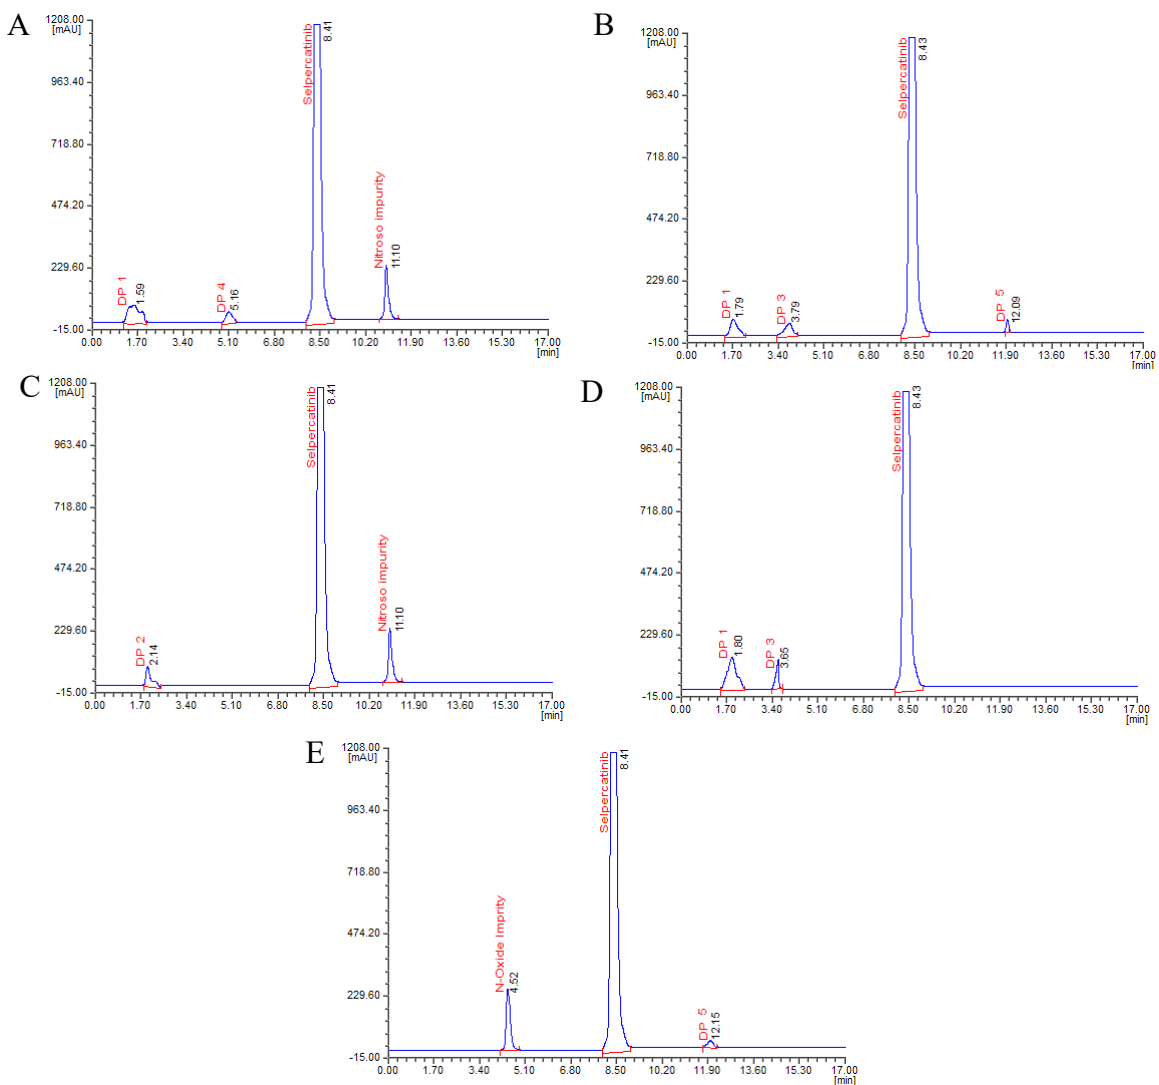 A
1208.00
[mAU]
963.40
718.80
474.20
229.60
-15.00
DP 1
1.59
DP 4
5.16
Selpercatinib
8.41
Nitroso impurity
11.10
0.00 1.70 3.40 5.10 6.80 8.50 10.20 11.90 13.60 15.30 17.00
[min]
B
1208.00
[mAU]
963.40
718.80
474.20
229.60
-15.00
DP 1
1.79
DP 3
3.79
Selpercatinib
8.43
DP 5
12.09
0.00 1.70 3.40 5.10 6.80 8.50 10.20 11.90 13.60 15.30 17.00
[min]
C
1208.00
[mAU]
963.40
718.80
474.20
229.60
-15.00
DP 2
2.14
Selpercatinib
8.41
Nitroso impurity
11.10
0.00 1.70 3.40 5.10 6.80 8.50 10.20 11.90 13.60 15.30 17.00
[min]
D
1208.00
[mAU]
963.40
718.80
474.20
229.60
-15.00
DP 1
1.80
DP 3
3.65
Selpercatinib
8.43
0.00 1.70 3.40 5.10 6.80 8.50 10.20 11.90 13.60 15.30 17.00
[min]
E
1208.00
[mAU]
963.40
718.80
474.20
229.60
-15.00
N-Oxide Imprity
4.52
Selpercatinib
8.41
DP 5
12.15
0.00 1.70 3.40 5.10 6.80 8.50 10.20 11.90 13.60 15.30 17.00
[min]